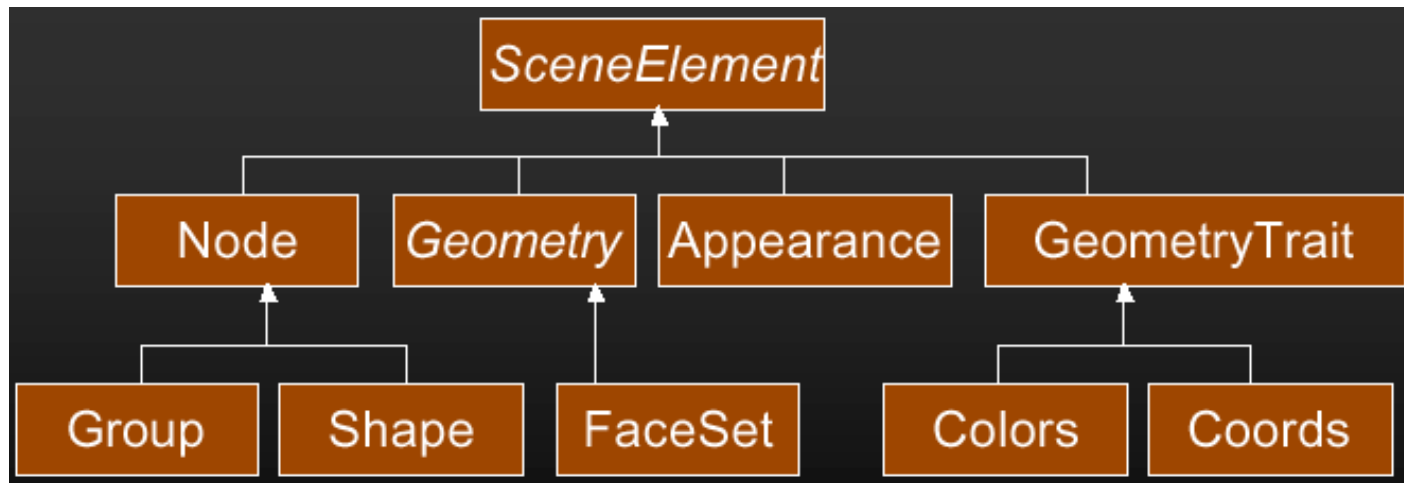 SceneElement
Node
Geometry
Appearance
GeometryTrait
Group
Shape
FaceSet
Colors
Coords